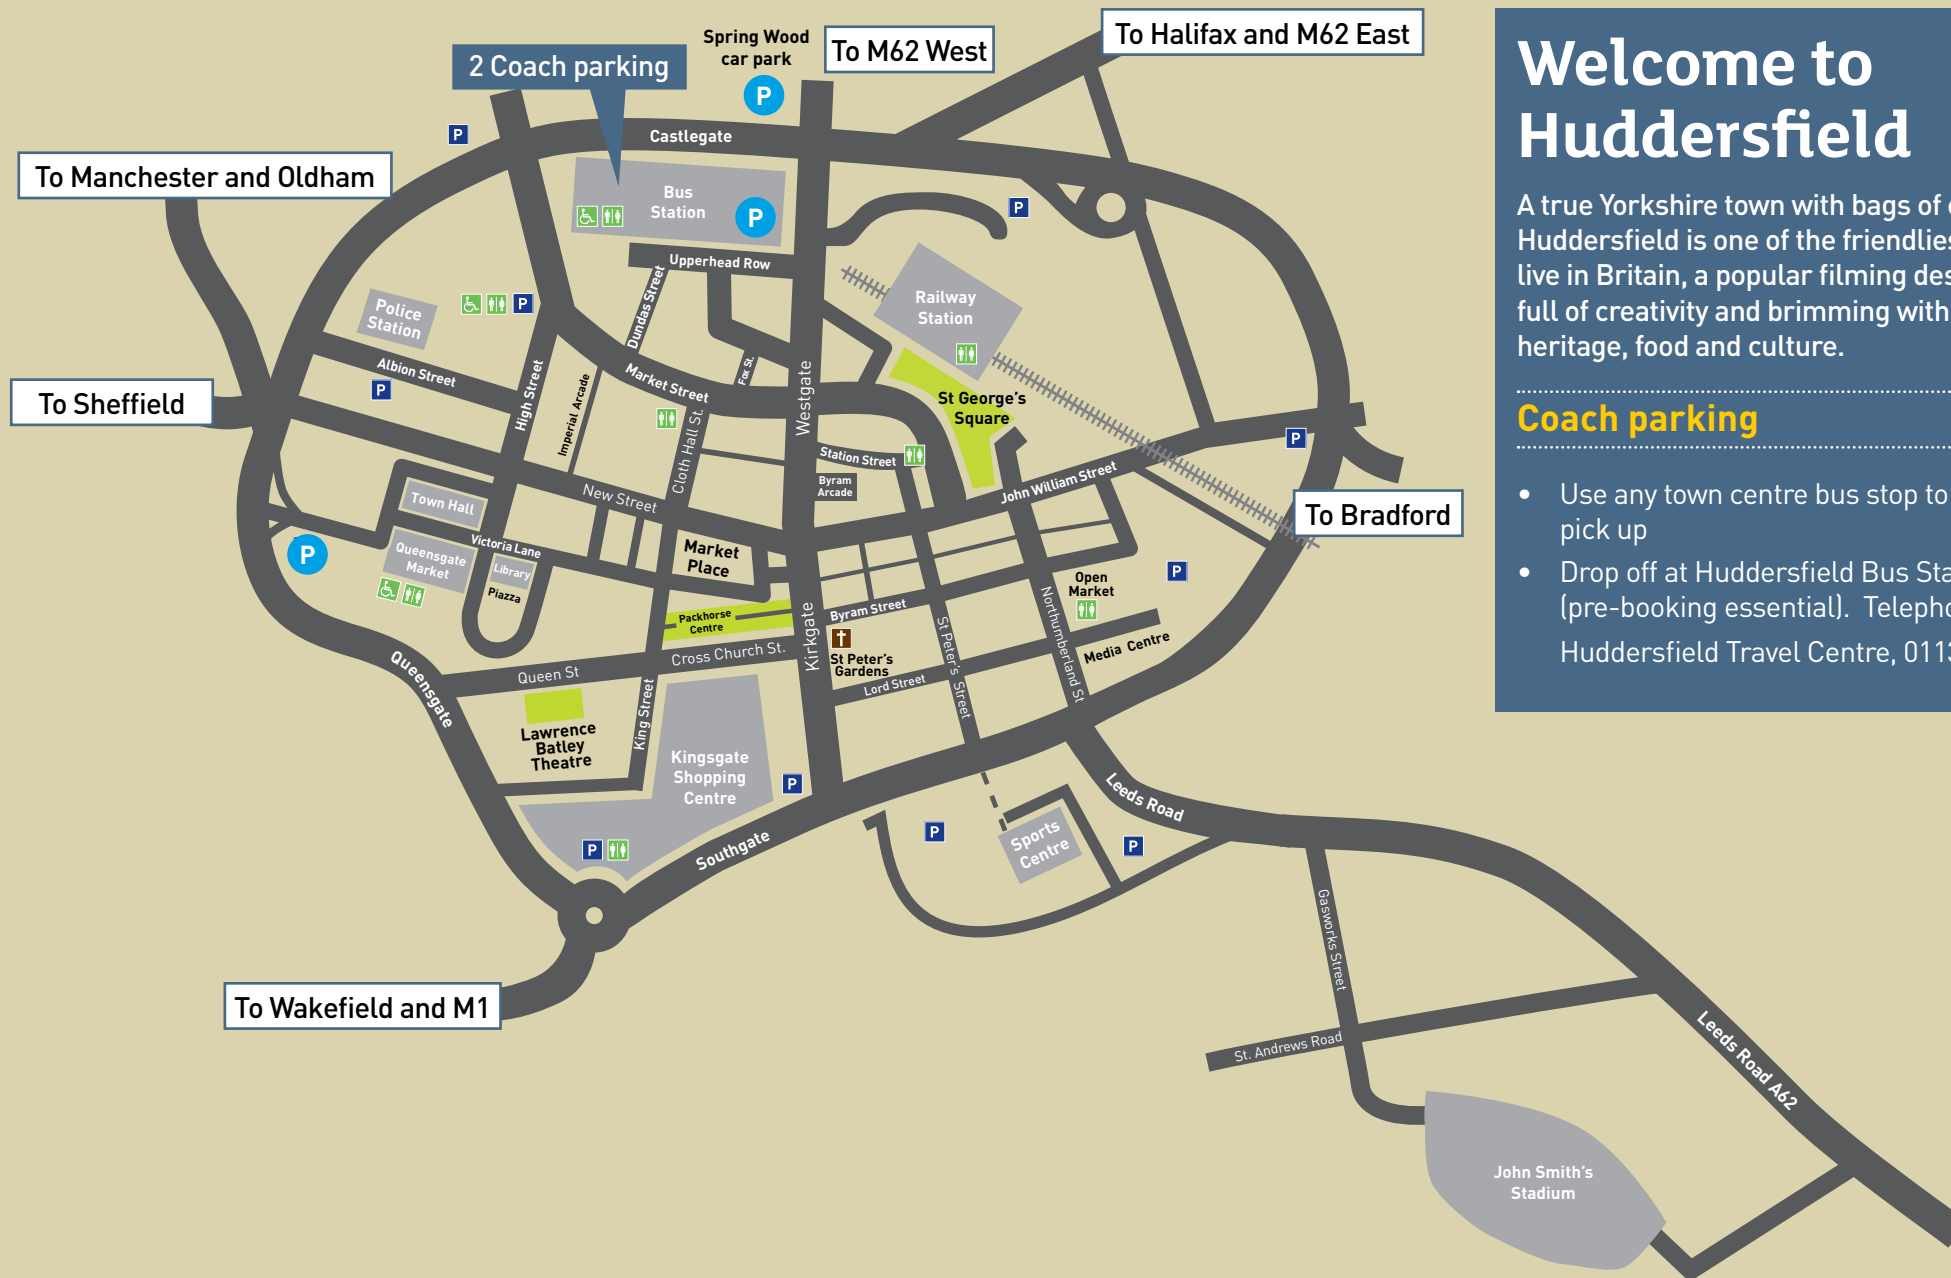 Spring Wood
car park
To M62 West
To Halifax and M62 East
2 Coach parking
P
P
Castlegate
To Manchester and Oldham
Bus
Station
P
P
Upperhead Row
Railway
Station
Police
Station
P
Dundas Street
Albion Street
P
High Street
Imperial Arcade
Market Street
Fox St.
Westgate
St George's
Square
To Sheffield
Cloth Hall St.
Station Street
Byram
Arcade
John William Street
P
New Street
Town Hall
Victoria Lane
Queensgate
Market
Library
Piazza
P
Market
Place
To Bradford
Open
Market
P
Packhorse
Centre
Byram Street
Kirkgate
St Peter's
Gardens
St Peter's Street
Northumberland St.
Media Centre
Lord Street
Cross Church St.
Queen St
Queensgate
King Street
Lawrence
Batley
Theatre
Kingsgate
Shopping
Centre
P
P
Southgate
P
Sports
Centre
P
Leeds Road
Gasworks Street
To Wakefield and M1
St. Andrews Road
Leeds Road A62
John Smith's
Stadium
Welcome to
Huddersfield
A true Yorkshire town with bags of
Huddersfield is one of the
live in Britain, a popular filming
full of creativity and brimming with
heritage, food and culture.
Coach parking
• Use any town centre bus stop to
pick up
• Drop off at Huddersfield Bus
(pre-booking essential).
Huddersfield Travel Centre,